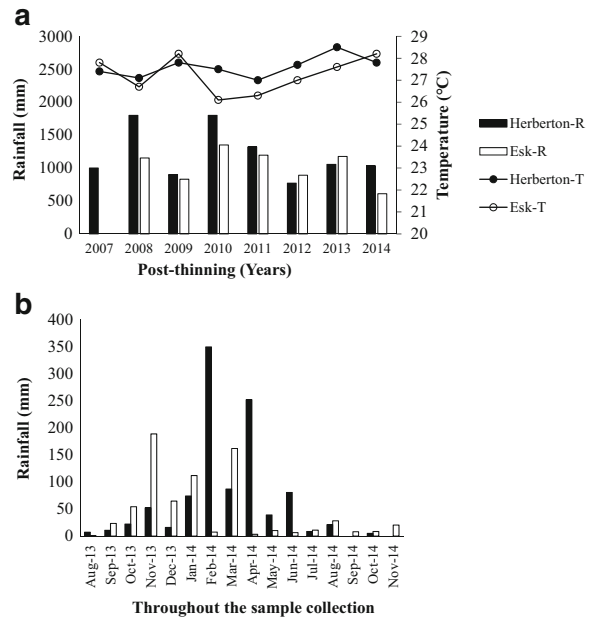 a
Rainfall (mm)
3000
2500
2000
1500
1000
500
0
29
28
27
26
25
24
23
22
21
20
Temperature (°C)
2007 2008 2009 2010 2011 2012 2013 2014
Post-thinning (Years)
Herberton-R
Esk-R
Herberton-T
Esk-T
b
Rainfall (mm)
400
350
300
250
200
150
100
50
0
Aug-13
Sep-13
Oct-13
Nov-13
Dec-13
Jan-14
Feb-14
Mar-14
Apr-14
May-14
Jun-14
Jul-14
Aug-14
Sep-14
Oct-14
Nov-14
Throughout the sample collection